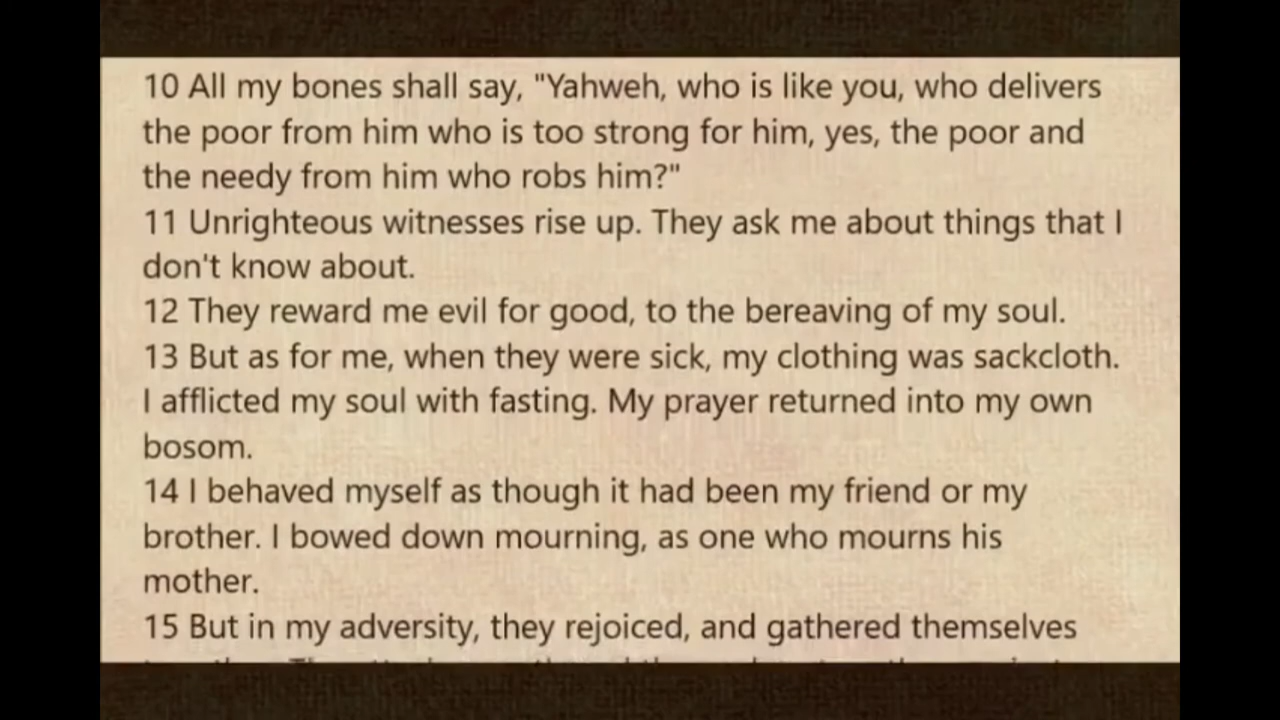 10 All my bones shall say, "Yahweh, who is like you, who delivers
the poor from him who is too strong for him, yes, the poor and
the needy from him who robs him?"
11 Unrighteous witnesses rise up. They ask me about things that I
don't know about.
12 They reward me evil for good, to the bereaving of my soul.
13 But as for me, when they were sick, my clothing was sackcloth.
I afflicted my soul with fasting. My prayer returned into my own
bosom.
14 I behaved myself as though it had been my friend or my
brother. I bowed down mourning, as one who mourns his
mother.
15 But in my adversity, they rejoiced, and gathered themselves